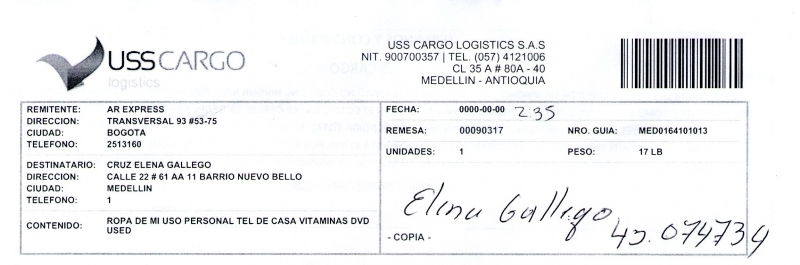 USSCARGO
logistics
USS CARGO LOGISTICS S.A.S
NIT. 900700357 | TEL. (057) 4121006
CL 35 A # 80A - 40
MEDELLIN - ANTIOQUIA
REMITENTE: AR EXPRESS
DIRECCION: TRANSVERSAL 93 #53-75
CIUDAD: BOGOTA
TELEFONO: 2513160
DESTINATARIO: CRUZ ELENA GALLEGO
DIRECCION: CALLE 22 # 61 AA 11 BARRIO NUEVO BELLO
CIUDAD: MEDELLIN
TELEFONO: 1
CONTENIDO: ROPA DE MI USO PERSONAL TEL DE CASA VITAMINAS DVD
USED
FECHA: 0000-00-00 2:35
REMESA: 00090317 NRO. GUIA: MED0164101013
UNIDADES: 1 PESO: 17 LB
Elena Gallego 43.074734
- COPIA -